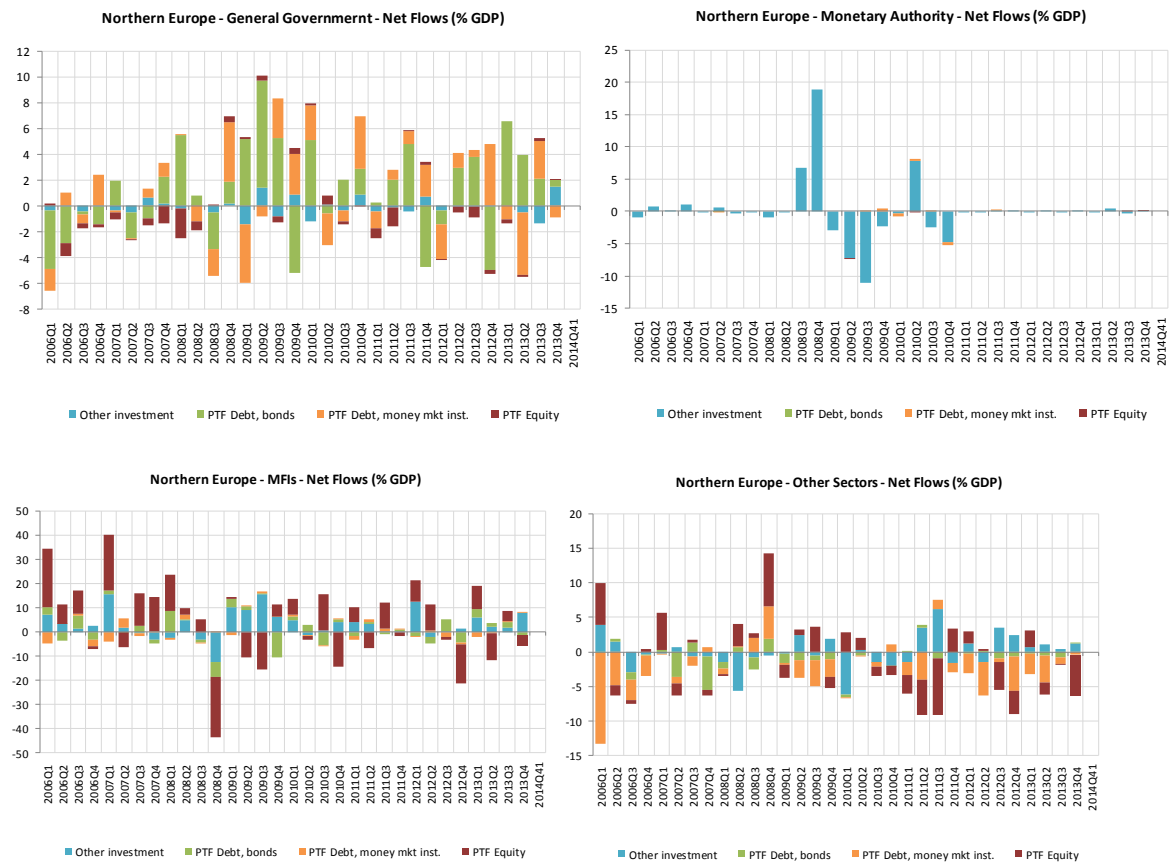 Northern Europe - General Governemnt - Net Flows (% GDP)
12
10
8
6
4
2
0
-2
-4
-6
-8
2006Q1
2006Q2
2006Q3
2006Q4
2007Q1
2007Q2
2007Q3
2007Q4
2008Q1
2008Q2
2008Q3
2008Q4
2009Q1
2009Q2
2009Q3
2009Q4
2010Q1
2010Q2
2010Q3
2010Q4
2011Q1
2011Q2
2011Q3
2011Q4
2012Q1
2012Q2
2012Q3
2012Q4
2013Q1
2013Q2
2013Q3
2013Q4
2014Q41
Other investment PTF Debt, bonds PTF Debt, money mkt inst. PTF Equity
Northern Europe - Monetary Authority - Net Flows (% GDP)
25
20
15
10
5
0
-5
-10
-15
2006Q1
2006Q2
2006Q3
2006Q4
2007Q1
2007Q2
2007Q3
2007Q4
2008Q1
2008Q2
2008Q3
2008Q4
2009Q1
2009Q2
2009Q3
2009Q4
2010Q1
2010Q2
2010Q3
2010Q4
2011Q1
2011Q2
2011Q3
2011Q4
2012Q1
2012Q2
2012Q3
2012Q4
2013Q1
2013Q2
2013Q3
2013Q4
2014Q41
Other investment PTF Debt, bonds PTF Debt, money mkt inst. PTF Equity
Northern Europe - MFIs - Net Flows (% GDP)
50
40
30
20
10
0
-10
-20
-30
-40
-50
2006Q1
2006Q2
2006Q3
2006Q4
2007Q1
2007Q2
2007Q3
2007Q4
2008Q1
2008Q2
2008Q3
2008Q4
2009Q1
2009Q2
2009Q3
2009Q4
2010Q1
2010Q2
2010Q3
2010Q4
2011Q1
2011Q2
2011Q3
2011Q4
2012Q1
2012Q2
2012Q3
2012Q4
2013Q1
2013Q2
2013Q3
2013Q4
2014Q41
Other investment PTF Debt, bonds PTF Debt, money mkt inst. PTF Equity
Northern Europe - Other Sectors - Net Flows (% GDP)
20
15
10
5
0
-5
-10
-15
2006Q1
2006Q2
2006Q3
2006Q4
2007Q1
2007Q2
2007Q3
2007Q4
2008Q1
2008Q2
2008Q3
2008Q4
2009Q1
2009Q2
2009Q3
2009Q4
2010Q1
2010Q2
2010Q3
2010Q4
2011Q1
2011Q2
2011Q3
2011Q4
2012Q1
2012Q2
2012Q3
2012Q4
2013Q1
2013Q2
2013Q3
2013Q4
2014Q41
Other investment PTF Debt, bonds PTF Debt, money mkt inst. PTF Equity